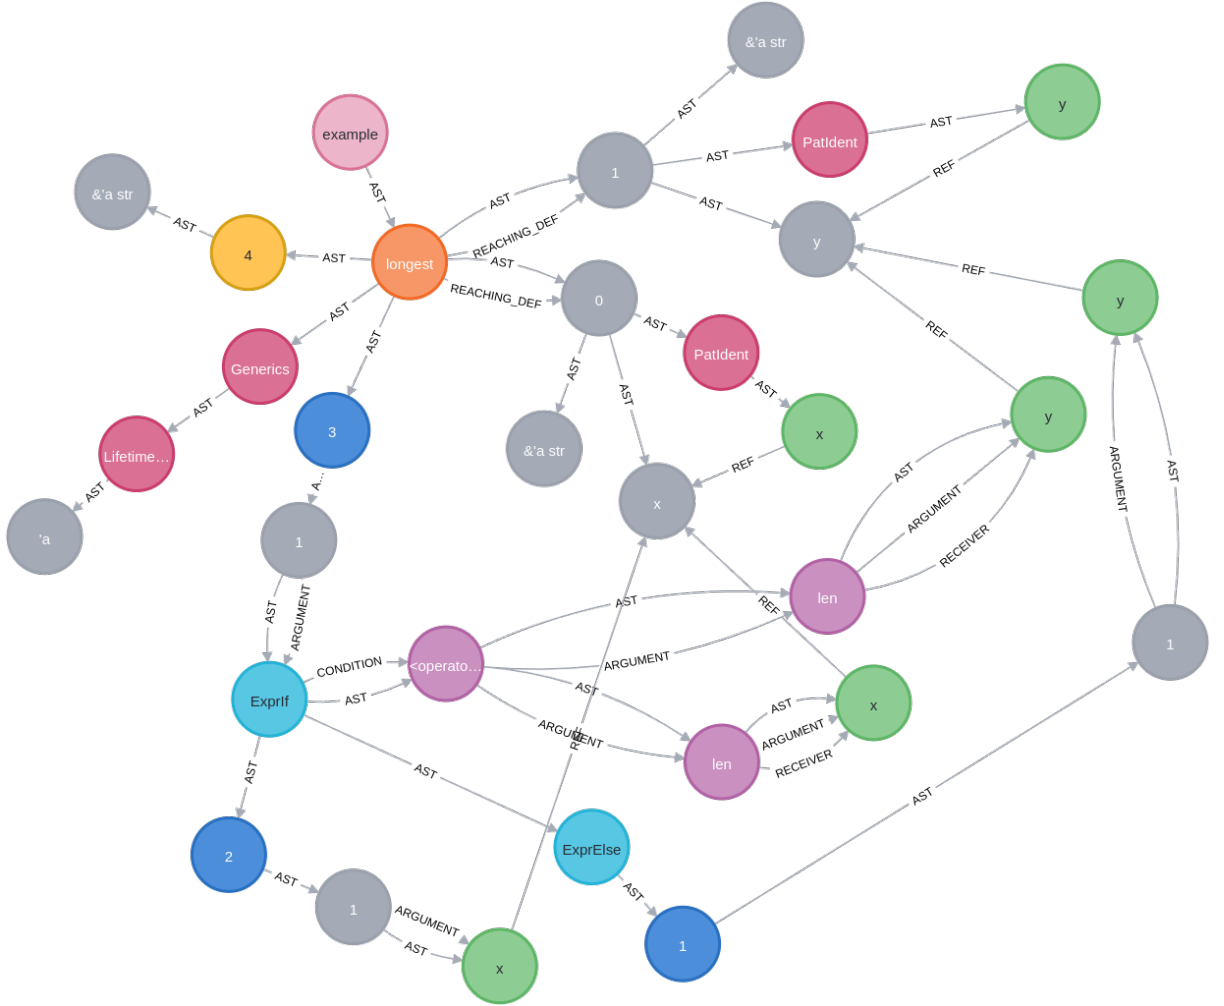 &'a str
y
PatIdent
AST
AST
example
AST
REF
1
AST
AST
&'a str
AST
AST
y
REACHING_DEF
4
AST
longest
AST
REF
y
REACHING_DEF
0
AST
AST
PatIdent
REF
Generics
AST
AST
AST
AST
AST
y
3
x
Lifetime...
AST
&'a str
REF
AST
ARGUMENT
AST
A...
x
ARGUMENT
'a
1
RECEIVER
AST
ARGUMENT
AST
REF
len
1
ARGUMENT
CONDITION
<operato...
AST
AST
ExprIf
AST
x
ARGUMENT
REF
ARGUMENT
AST
AST
len
RECEIVER
AST
ExprElse
2
AST
AST
1
ARGUMENT
AST
1
AST
x